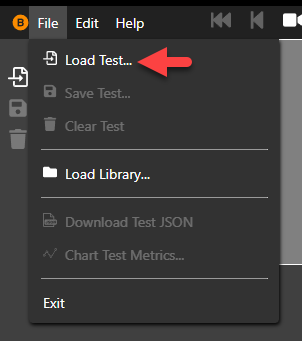 B File Edit Help
Load Test...
Save Test...
Clear Test
Load Library...
Download Test JSON
Chart Test Metrics...
Exit